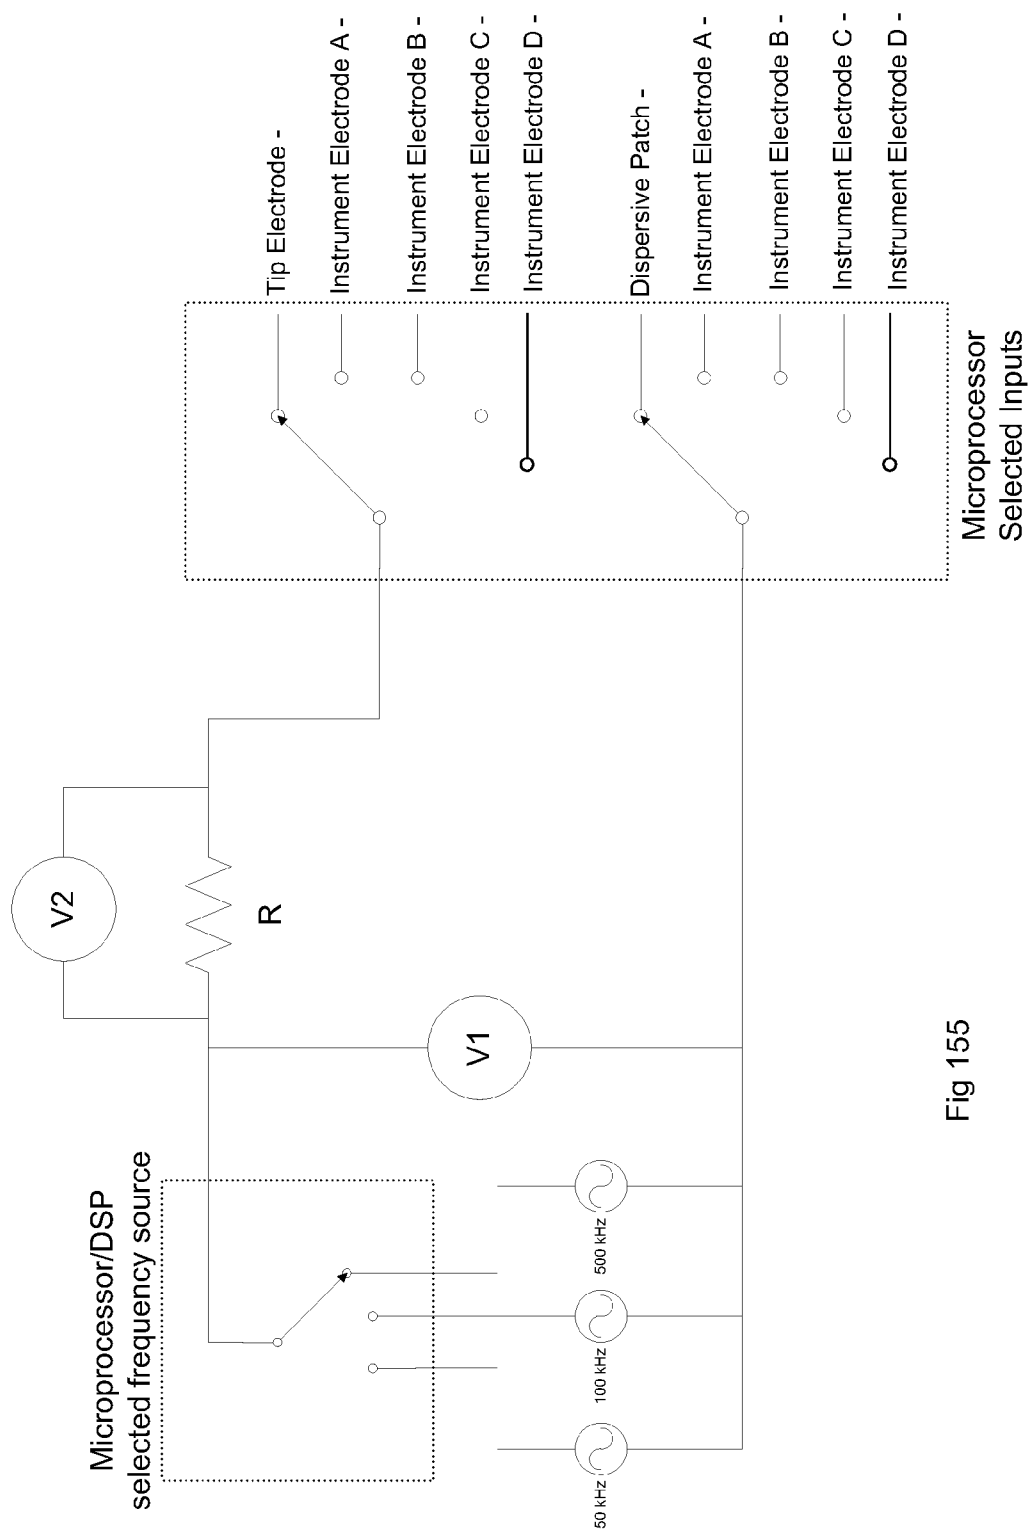 Microprocessor/DSP
selected frequency source
50 kHz
100 kHz
500 kHz
V1
V2
R
Tip Electrode -
Instrument Electrode A -
Instrument Electrode B -
Instrument Electrode C -
Instrument Electrode D -
Dispersive Patch -
Instrument Electrode A -
Instrument Electrode B -
Instrument Electrode C -
Instrument Electrode D -
Microprocessor
Selected Inputs
Fig 155